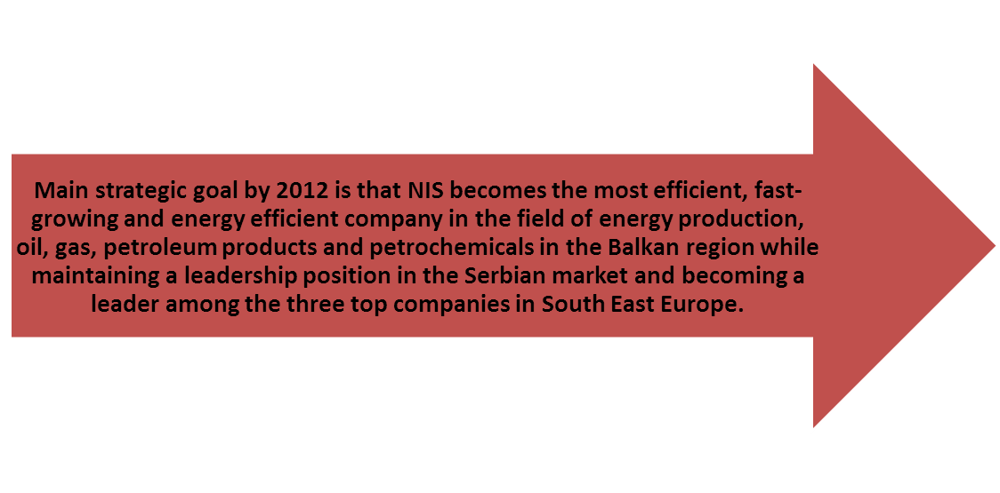 Main strategic goal by 2012 is that NIS becomes the most efficient, fast-
growing and energy efficient company in the field of energy production,
oil, gas, petroleum products and petrochemicals in the Balkan region while
maintaining a leadership position in the Serbian market and becoming a
leader among the three top companies in South East Europe.